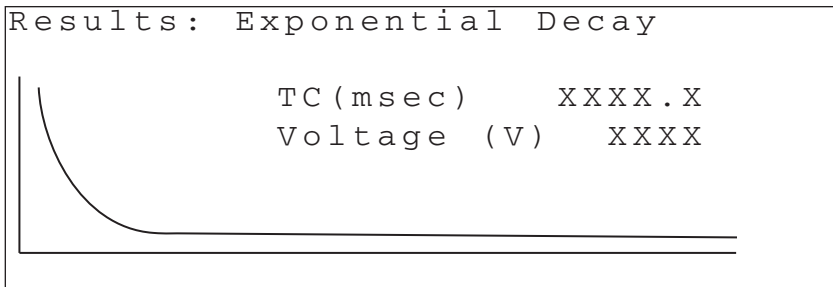 Results: Exponential Decay
TC(msec) XXXX.X
Voltage (V) XXXX